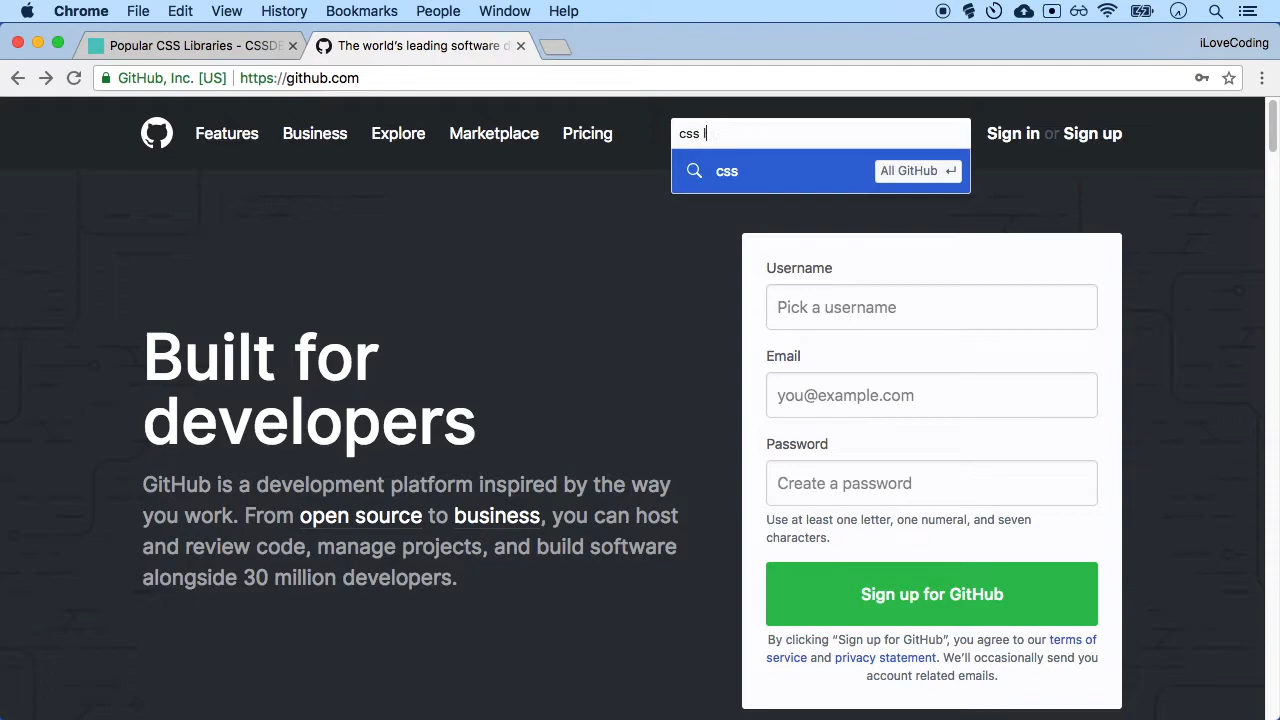 Chrome File Edit View History Bookmarks People Window Help
Popular CSS Libraries - CSSDB
The world's leading software d
iLoveCoding
GitHub, Inc. [US] https://github.com
Features Business Explore Marketplace Pricing
css l
Sign in or Sign up
css All GitHub
Username
Pick a username
Built for
developers
Email
you@example.com
Password
Create a password
GitHub is a development platform inspired by the way
you work. From open source to business, you can host
and review code, manage projects, and build software
alongside 30 million developers.
Use at least one letter, one numeral, and seven
characters.
Sign up for GitHub
By clicking “Sign up for GitHub”, you agree to our terms of
service and privacy statement. We’ll occasionally send you
account related emails.